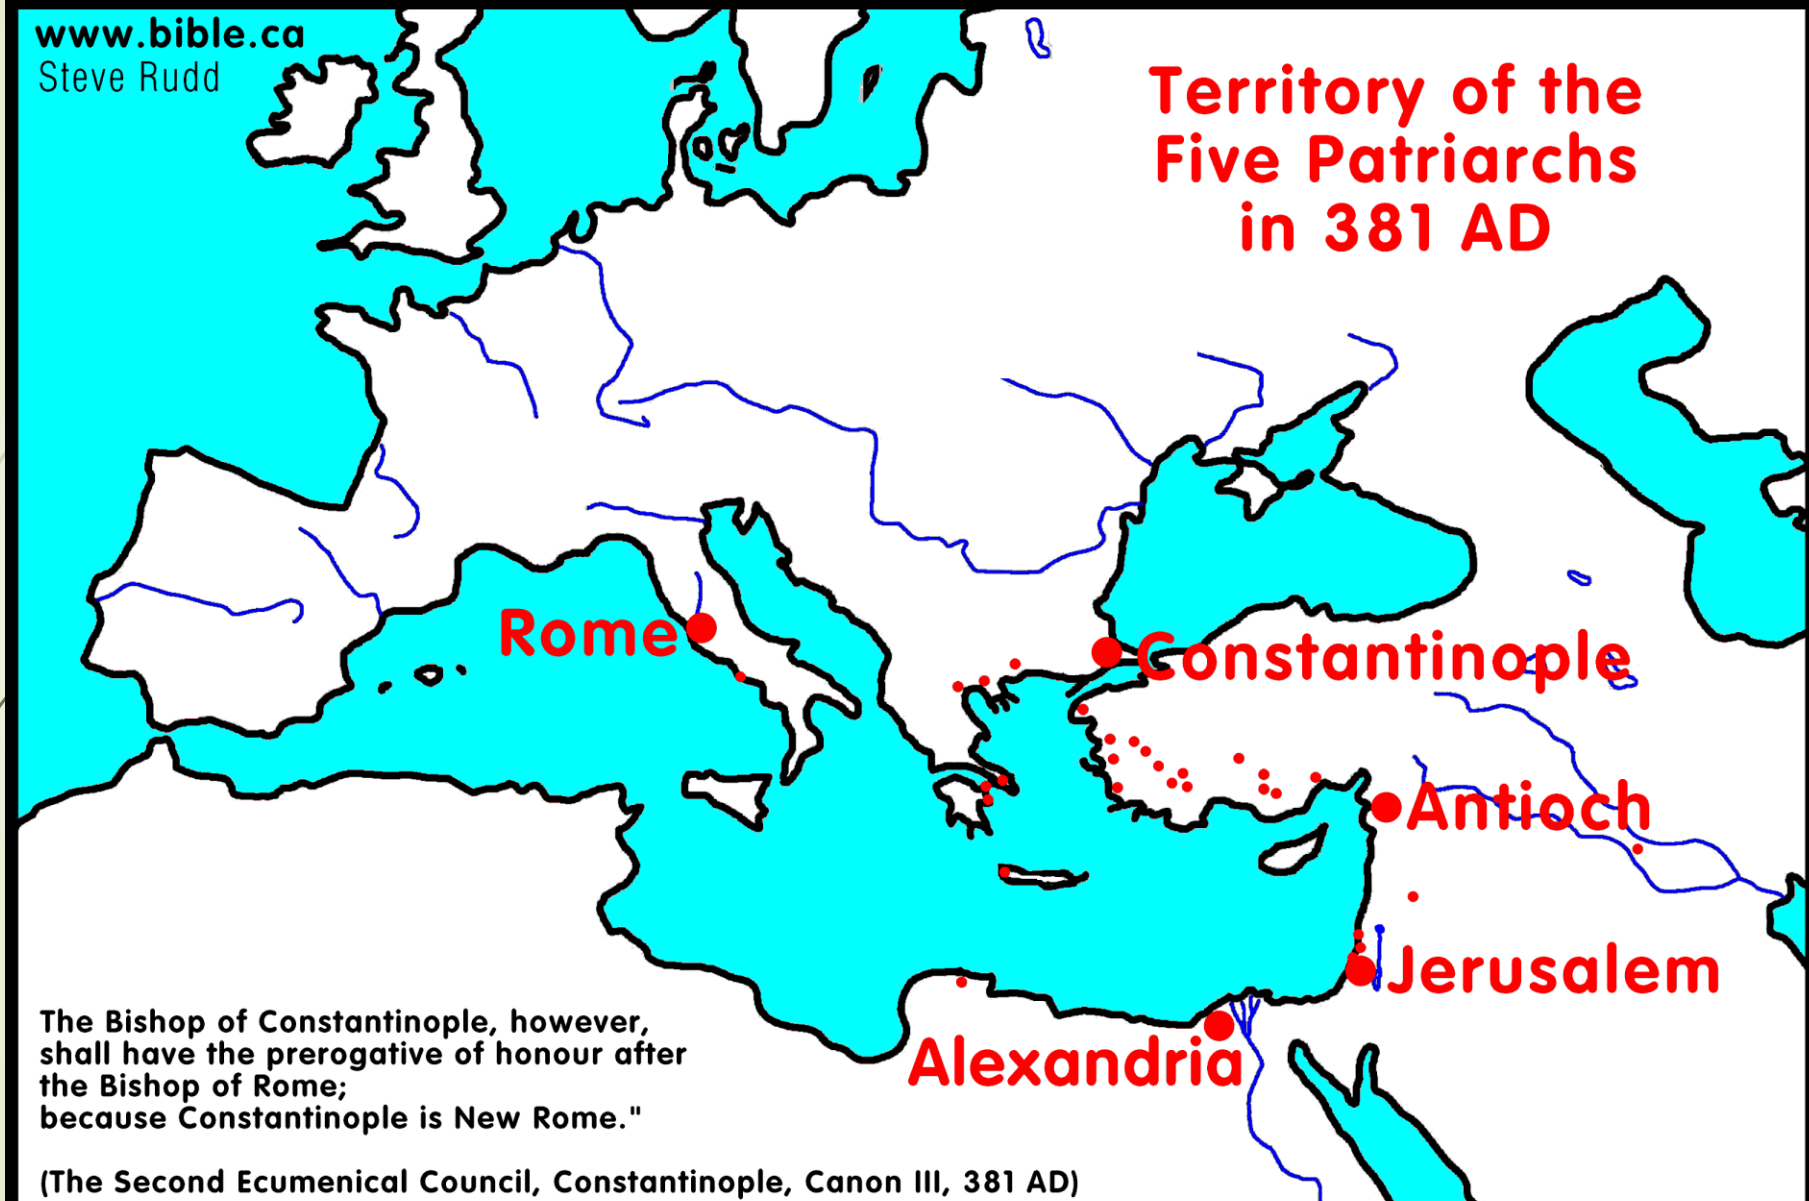 www.bible.ca
Steve Rudd
Territory of the
Five Patriarchs
in 381 AD
Rome
Constantinople
Antioch
Jerusalem
Alexandria
The Bishop of Constantinople, however,
shall have the prerogative of honour after
the Bishop of Rome;
because Constantinople is New Rome."
(The Second Ecumenical Council, Constantinople, Canon III, 381 AD)